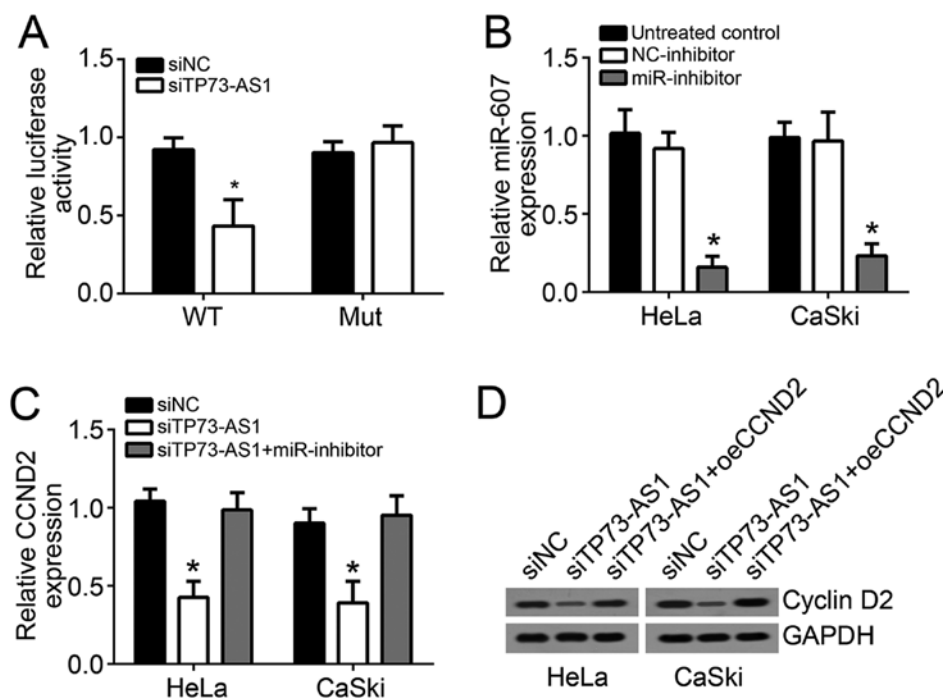 A
siNC
siTP73-AS1
Relative luciferase
activity
1.5
1.0
0.5
0.0
*
WT
Mut
B
Untreated control
NC-inhibitor
miR-inhibitor
Relative miR-607
expression
1.5
1.0
0.5
0.0
*
*
HeLa
CaSki
C
siNC
siTP73-AS1
siTP73-AS1+miR-inhibitor
Relative CCND2
expression
1.5
1.0
0.5
0.0
*
*
HeLa
CaSki
D
siNC
siTP73-AS1
siTP73-AS1+oeCCND2
siNC
siTP73-AS1
siTP73-AS1+oeCCND2
Cyclin D2
GAPDH
HeLa
CaSki